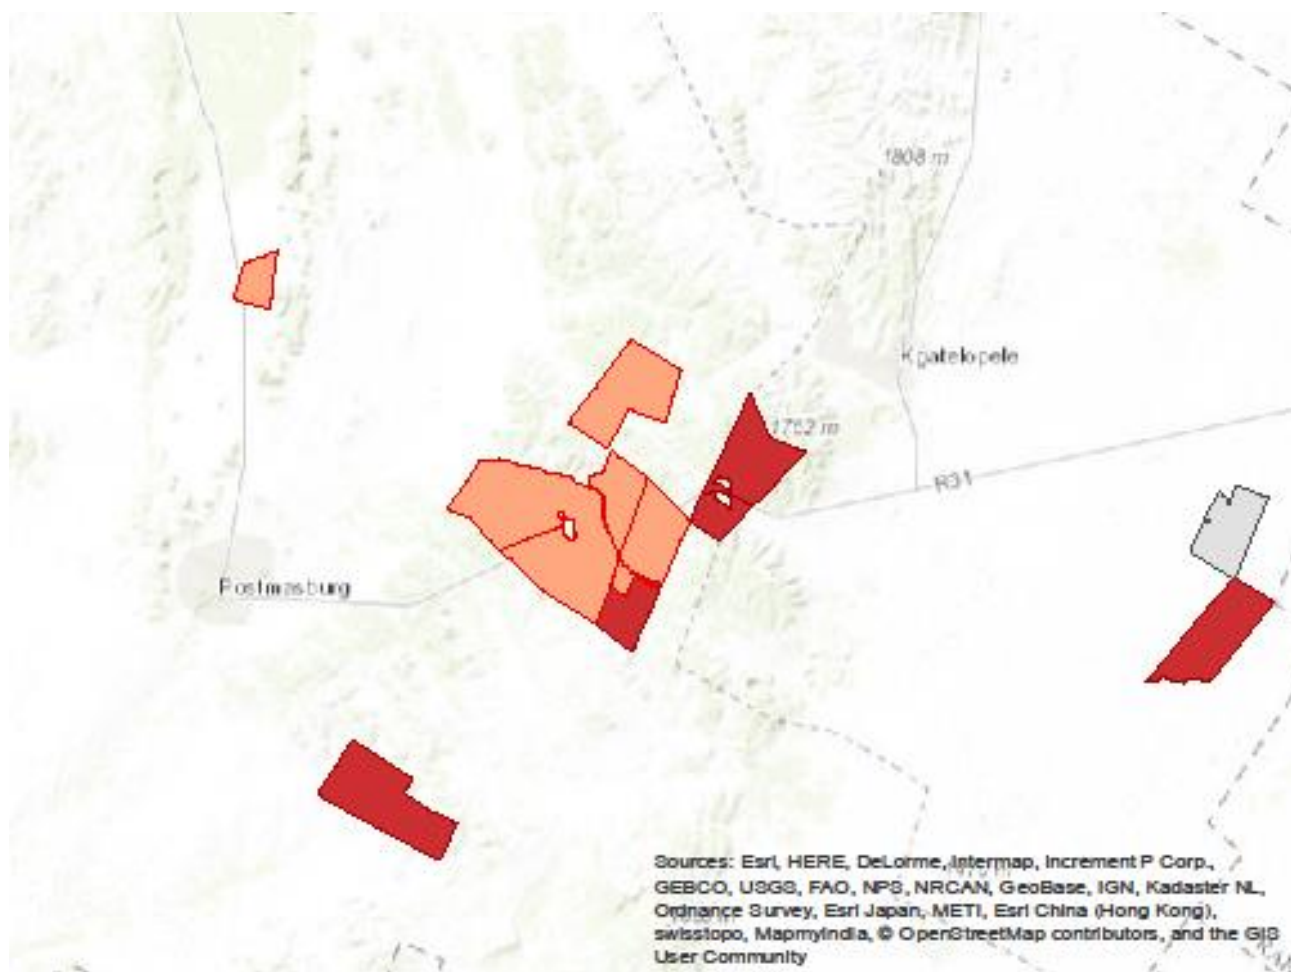 1808 m
Kgatelopele
1752 m
R31
Postmasburg
Sources: Esri, HERE, DeLorme, Intermap, Increment P Corp.,
GEBCO, USGS, FAO, NPS, NRCAN, GeoBase, IGN, Kadaster NL,
Ordnance Survey, Esri Japan, METI, Esri China (Hong Kong),
swisstopo, MapmyIndia, © OpenStreetMap contributors, and the GIS
User Community